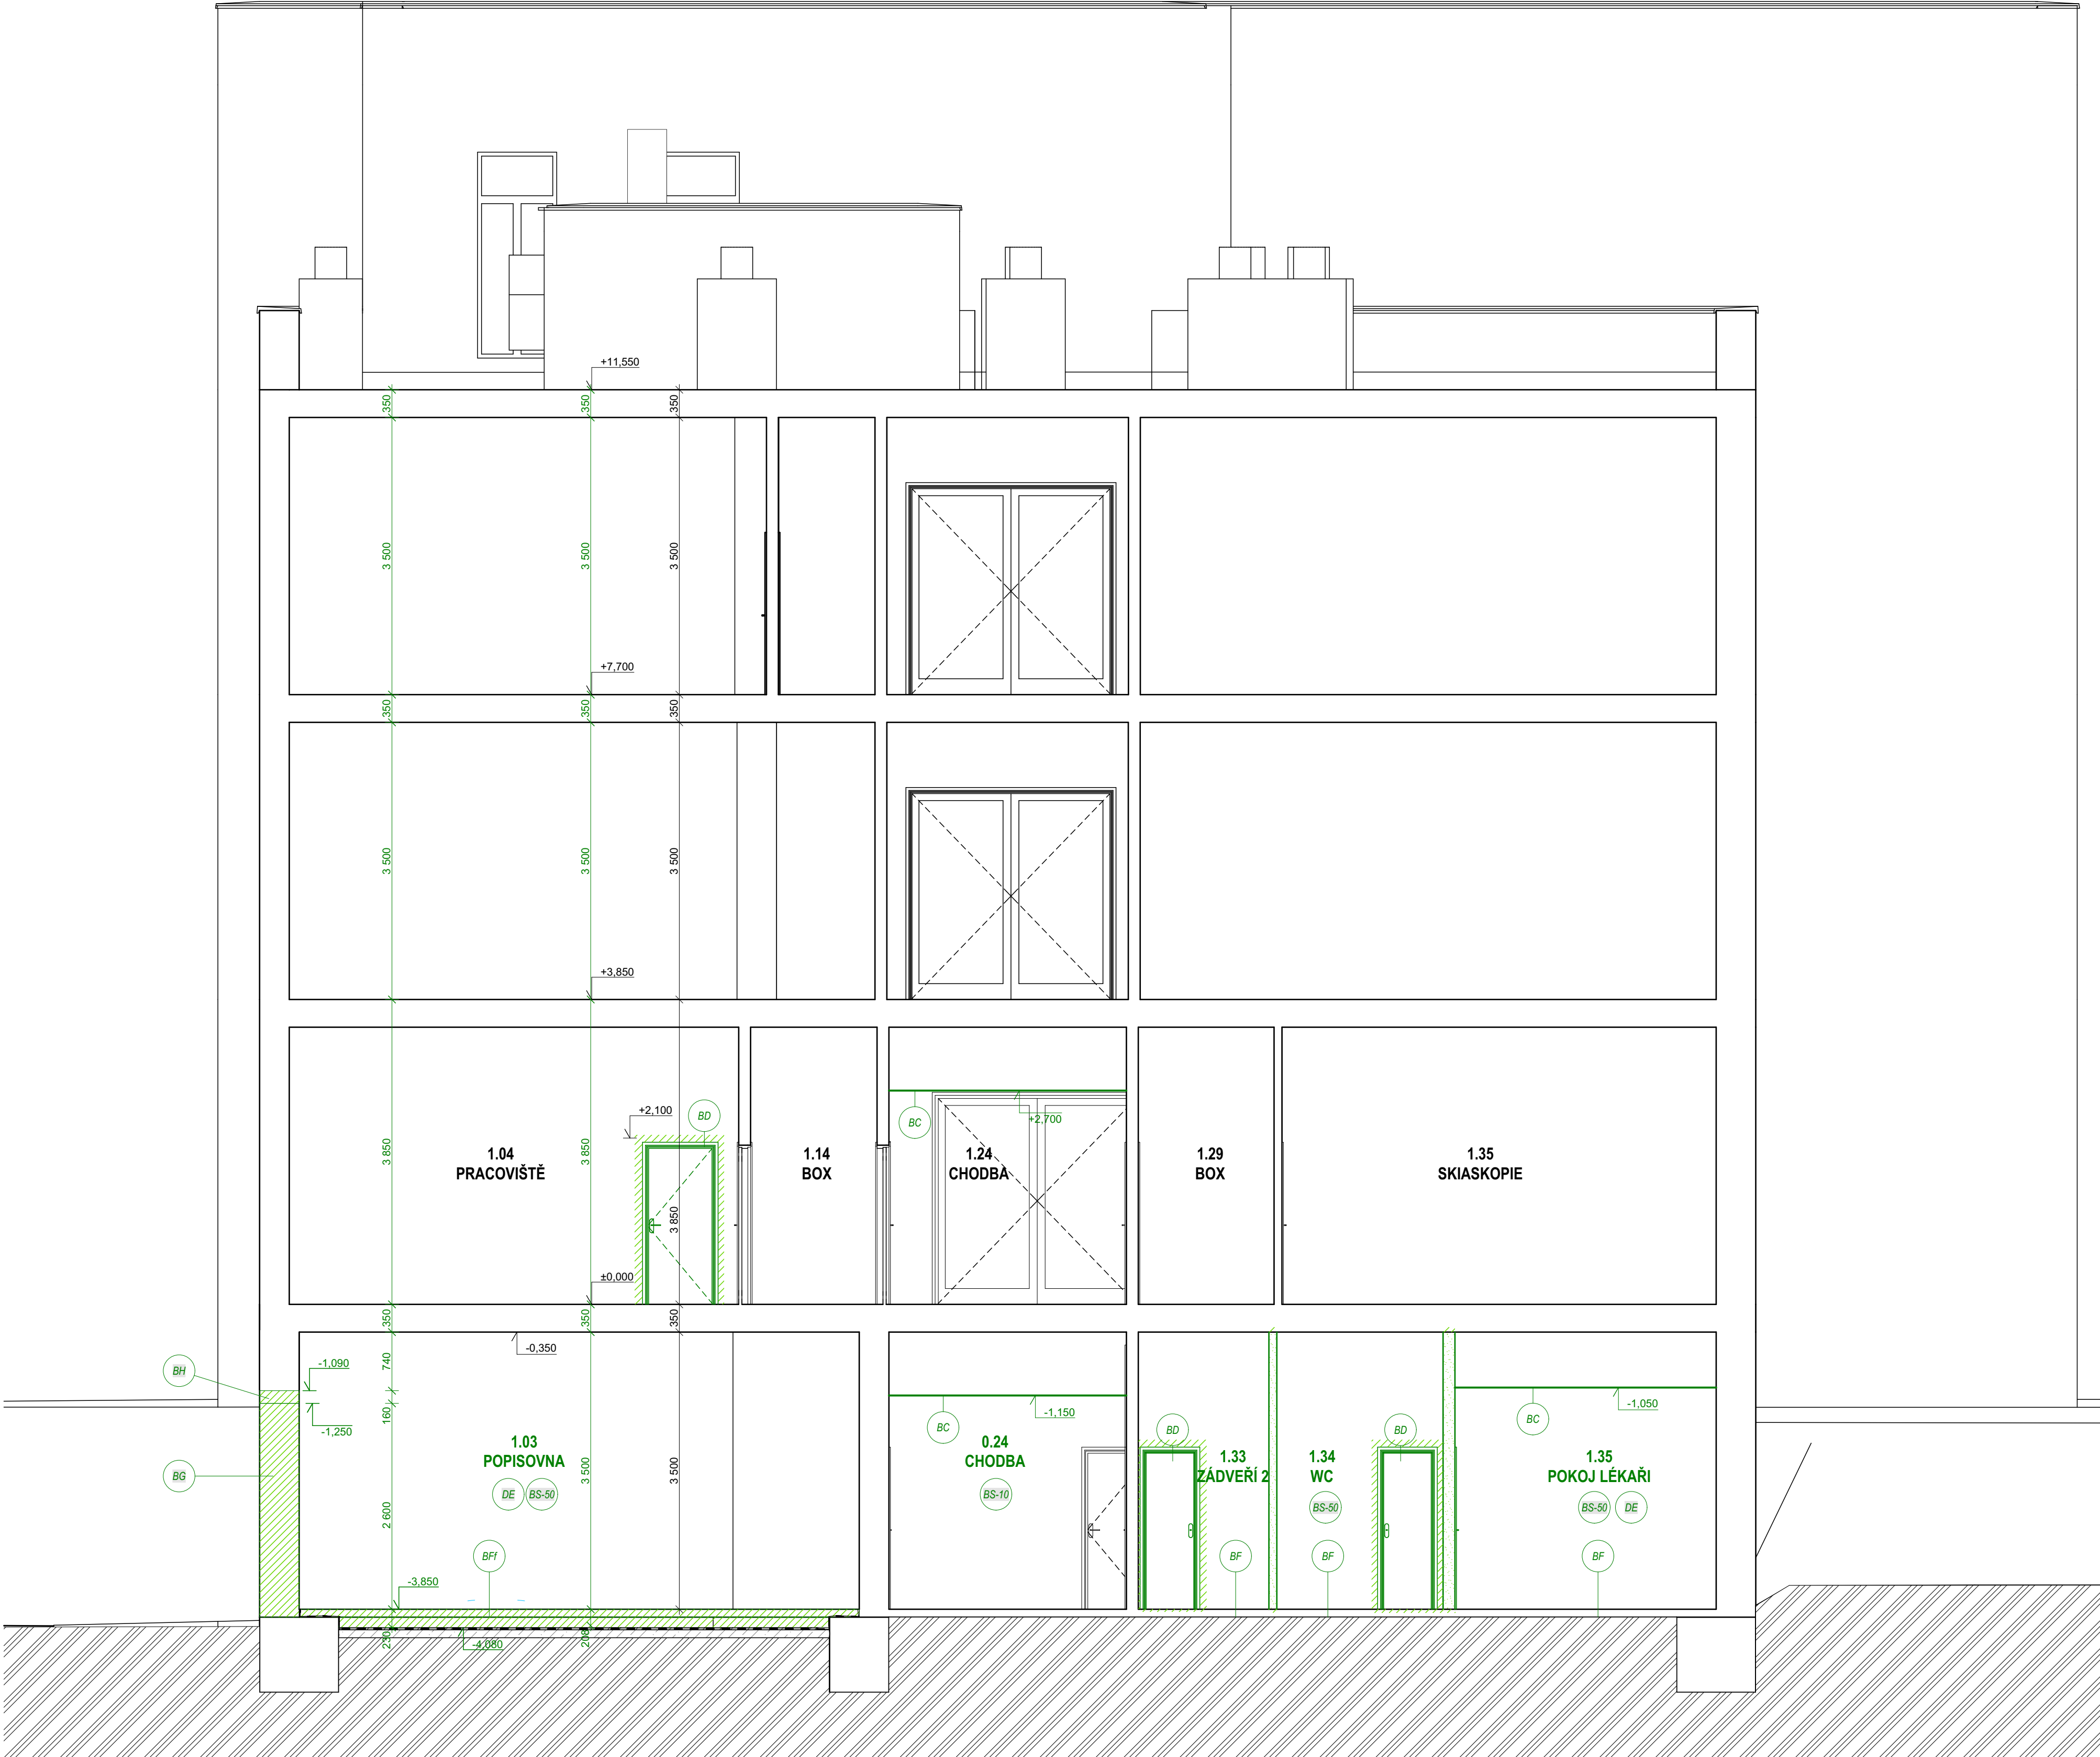 +11,550
350
350
350
3 500
3 500
3 500
+7,700
350
350
350
3 500
3 500
3 500
+3,850
+2,100
BD
BC
+2,700
3 850
3 850
3 850
1.04
PRACOVIŠTĚ
1.14
BOX
1.24
CHODBA
1.29
BOX
1.35
SKIASKOPIE
±0,000
350
350
350
-0,350
BH
-1,090
740
160
-1,250
-1,150
-1,050
BC
BC
BD
BD
BG
1.03
POPISOVNA
DE
BS-50
0.24
CHODBA
BS-10
1.33
ZÁDVEŘÍ 2
1.34
WC
BS-50
1.35
POKOJ LÉKAŘI
BS-50
DE
3 500
3 500
2 600
BFf
BF
BF
BF
-3,850
230
208
-4,080